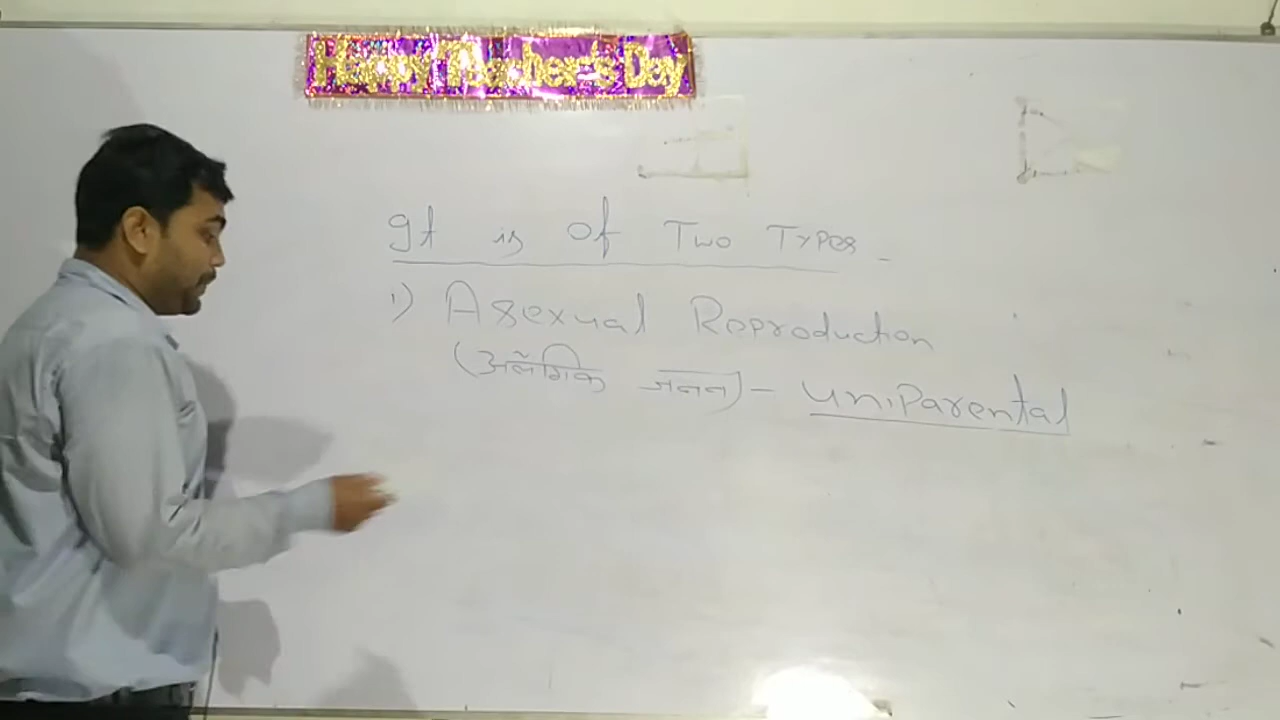 Happy Teacher's Day
It is of Two Types -
1) Asexual Reproduction
(अलैंगिक जनन) - uniParental